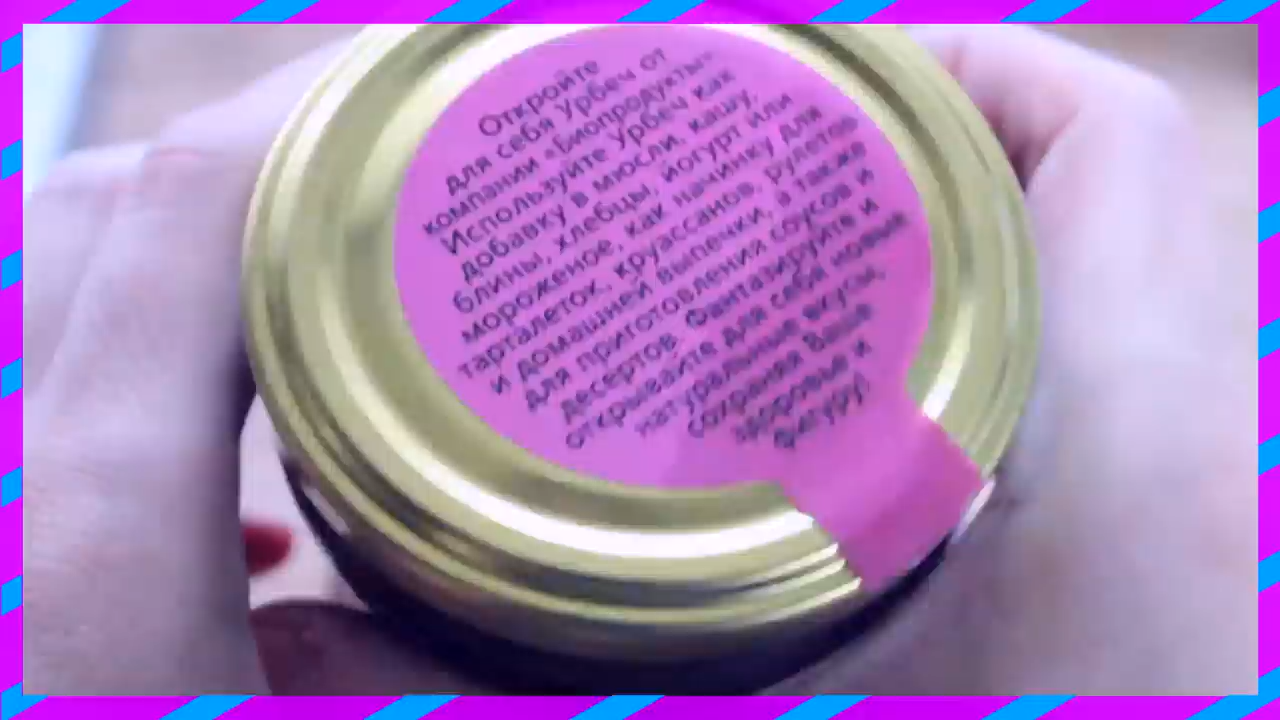 Откройте
для себя Урбеч от
компании «Биопродукты»
Используйте Урбеч как
добавку в мюсли, кашу,
блины, хлебцы, йогурт или
мороженое, как начинку для
тарталеток, круассанов, рулетов
и домашней выпечки, а также
для приготовления соусов и
десертов. Фантазируйте и
открывайте для себя новые
натуральные вкусы,
сохраняя Ваше
здоровье и
фигуру!